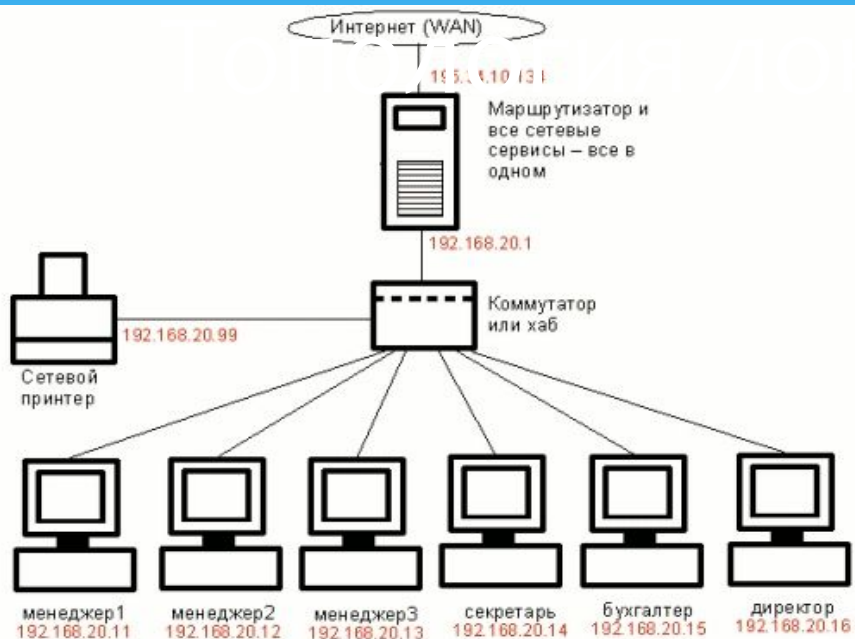 Интернет (WAN)
Маршрутизатор и
все сетевые
сервисы – все в
одном
192.168.20.1
Коммутатор
или хаб
192.168.20.99
Сетевой
принтер
менеджер1
192.168.20.11
менеджер2
192.168.20.12
менеджер3
192.168.20.13
секретарь
192.168.20.14
бухгалтер
192.168.20.15
директор
192.168.20.16